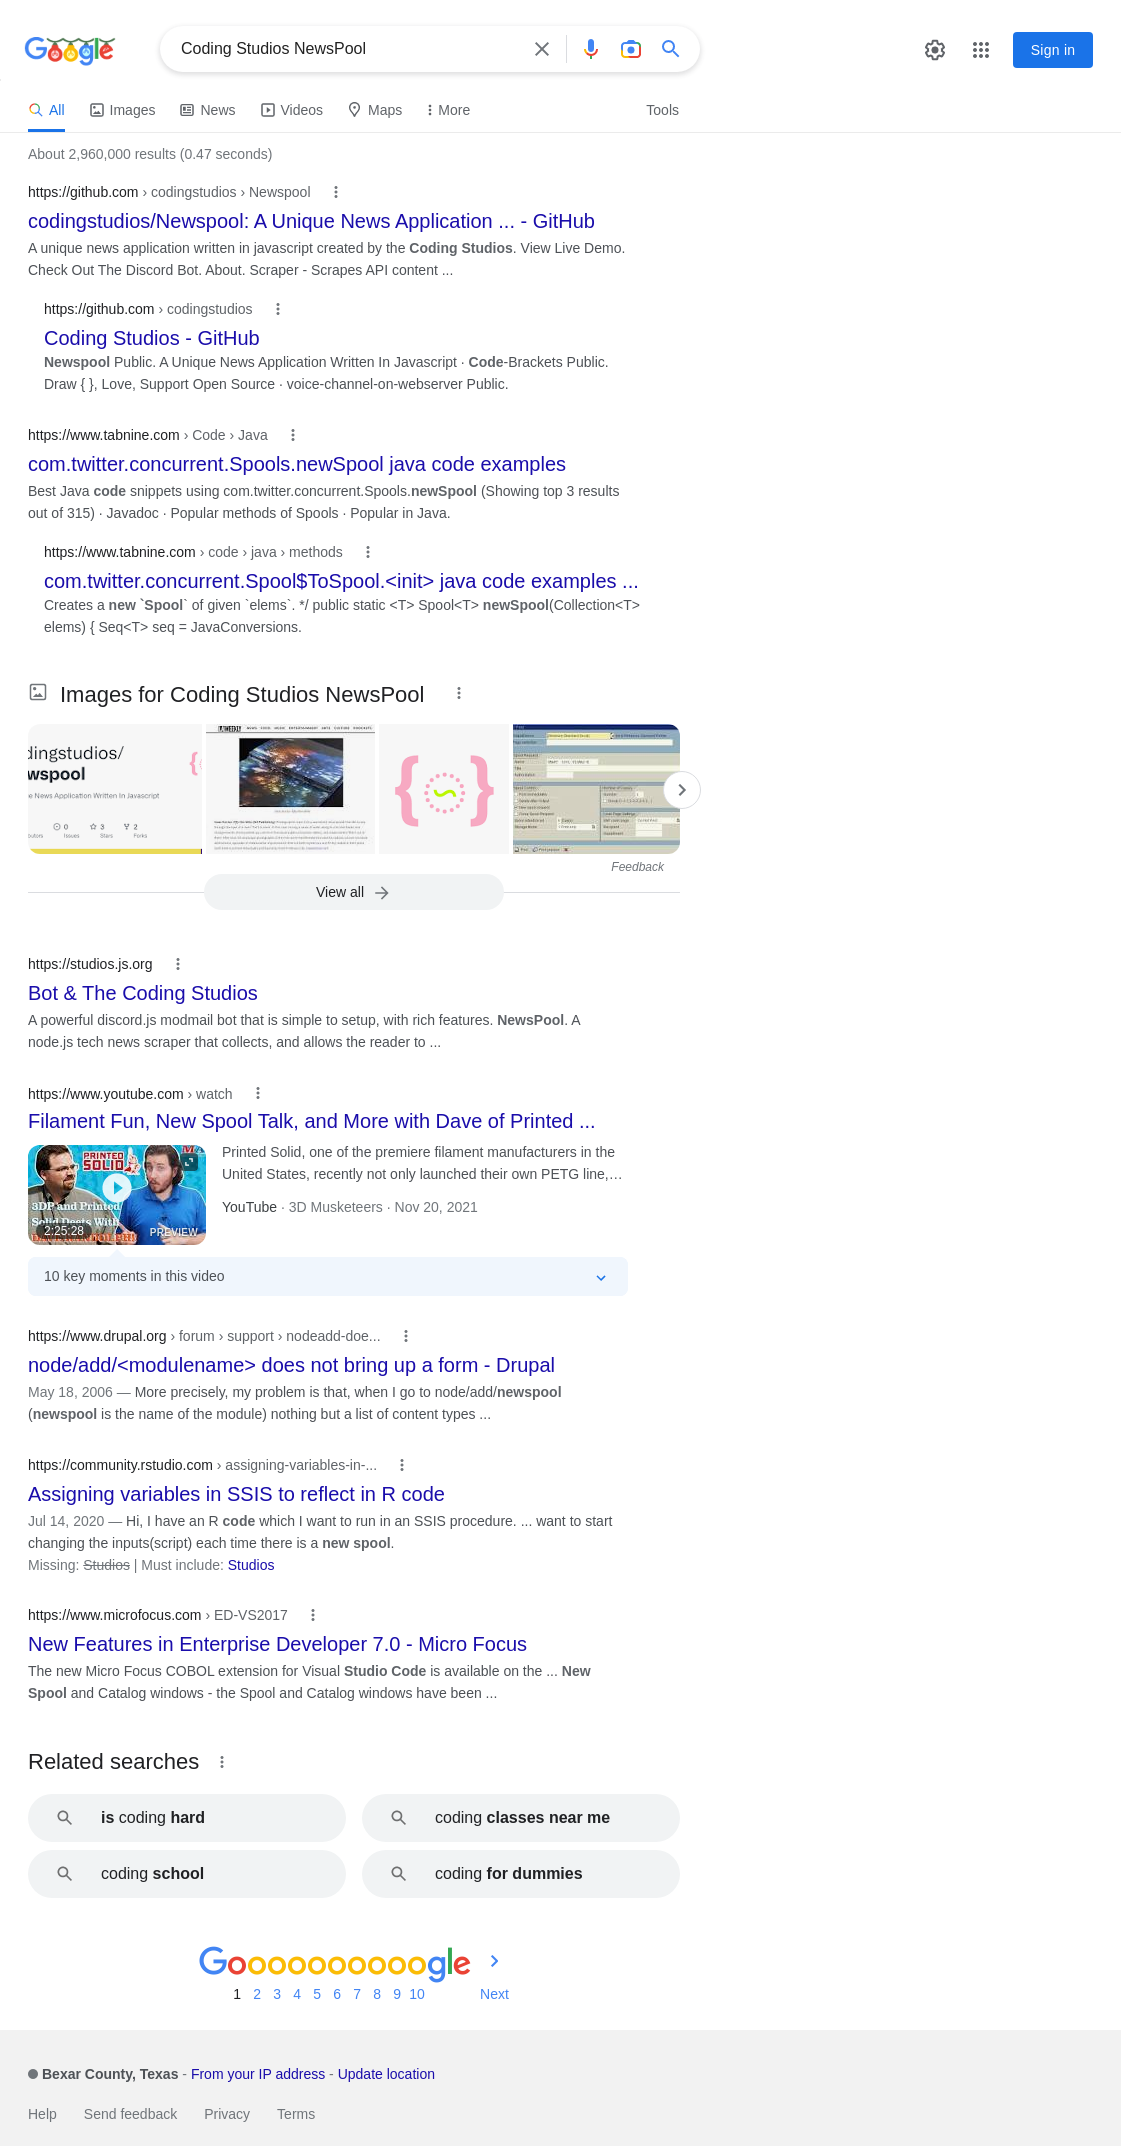 Google
Coding Studios NewsPool
Sign in
All
Images
News
Videos
Maps
More
Tools
About 2,960,000 results (0.47 seconds)
https://github.com › codingstudios › Newspool
codingstudios/Newspool: A Unique News Application ... - GitHub
A unique news application written in javascript created by the Coding Studios. View Live Demo.
Check Out The Discord Bot. About. Scraper - Scrapes API content ...
https://github.com › codingstudios
Coding Studios - GitHub
Newspool Public. A Unique News Application Written In Javascript · Code-Brackets Public.
Draw { }, Love, Support Open Source · voice-channel-on-webserver Public.
https://www.tabnine.com › Code › Java
com.twitter.concurrent.Spools.newSpool java code examples
Best Java code snippets using com.twitter.concurrent.Spools.newSpool (Showing top 3 results
out of 315) · Javadoc · Popular methods of Spools · Popular in Java.
https://www.tabnine.com › code › java › methods
com.twitter.concurrent.Spool$ToSpool.<init> java code examples ...
Creates a new `Spool` of given `elems`. */ public static <T> Spool<T> newSpool(Collection<T>
elems) { Seq<T> seq = JavaConversions.
Images for Coding Studios NewsPool
dingstudios/
wspool
e News Application Written In Javascript
0
3
2
Issues
Stars
Forks
Feedback
View all
https://studios.js.org
Bot & The Coding Studios
A powerful discord.js modmail bot that is simple to setup, with rich features. NewsPool. A
node.js tech news scraper that collects, and allows the reader to ...
https://www.youtube.com › watch
Filament Fun, New Spool Talk, and More with Dave of Printed ...
PRINTED
SOLID
3DP and Printed
Solid Deets With
2:25:28
PREVIEW
Printed Solid, one of the premiere filament manufacturers in the
United States, recently not only launched their own PETG line,…
YouTube · 3D Musketeers · Nov 20, 2021
10 key moments in this video
https://www.drupal.org › forum › support › nodeadd-doe...
node/add/<modulename> does not bring up a form - Drupal
May 18, 2006 — More precisely, my problem is that, when I go to node/add/newspool
(newspool is the name of the module) nothing but a list of content types ...
https://community.rstudio.com › assigning-variables-in-...
Assigning variables in SSIS to reflect in R code
Jul 14, 2020 — Hi, I have an R code which I want to run in an SSIS procedure. ... want to start
changing the inputs(script) each time there is a new spool.
Missing: Studios | Must include: Studios
https://www.microfocus.com › ED-VS2017
New Features in Enterprise Developer 7.0 - Micro Focus
The new Micro Focus COBOL extension for Visual Studio Code is available on the ... New
Spool and Catalog windows - the Spool and Catalog windows have been ...
Related searches
is coding hard
coding classes near me
coding school
coding for dummies
Goooooooooogle
1 2 3 4 5 6 7 8 9 10 Next
Bexar County, Texas - From your IP address - Update location
Help Send feedback Privacy Terms